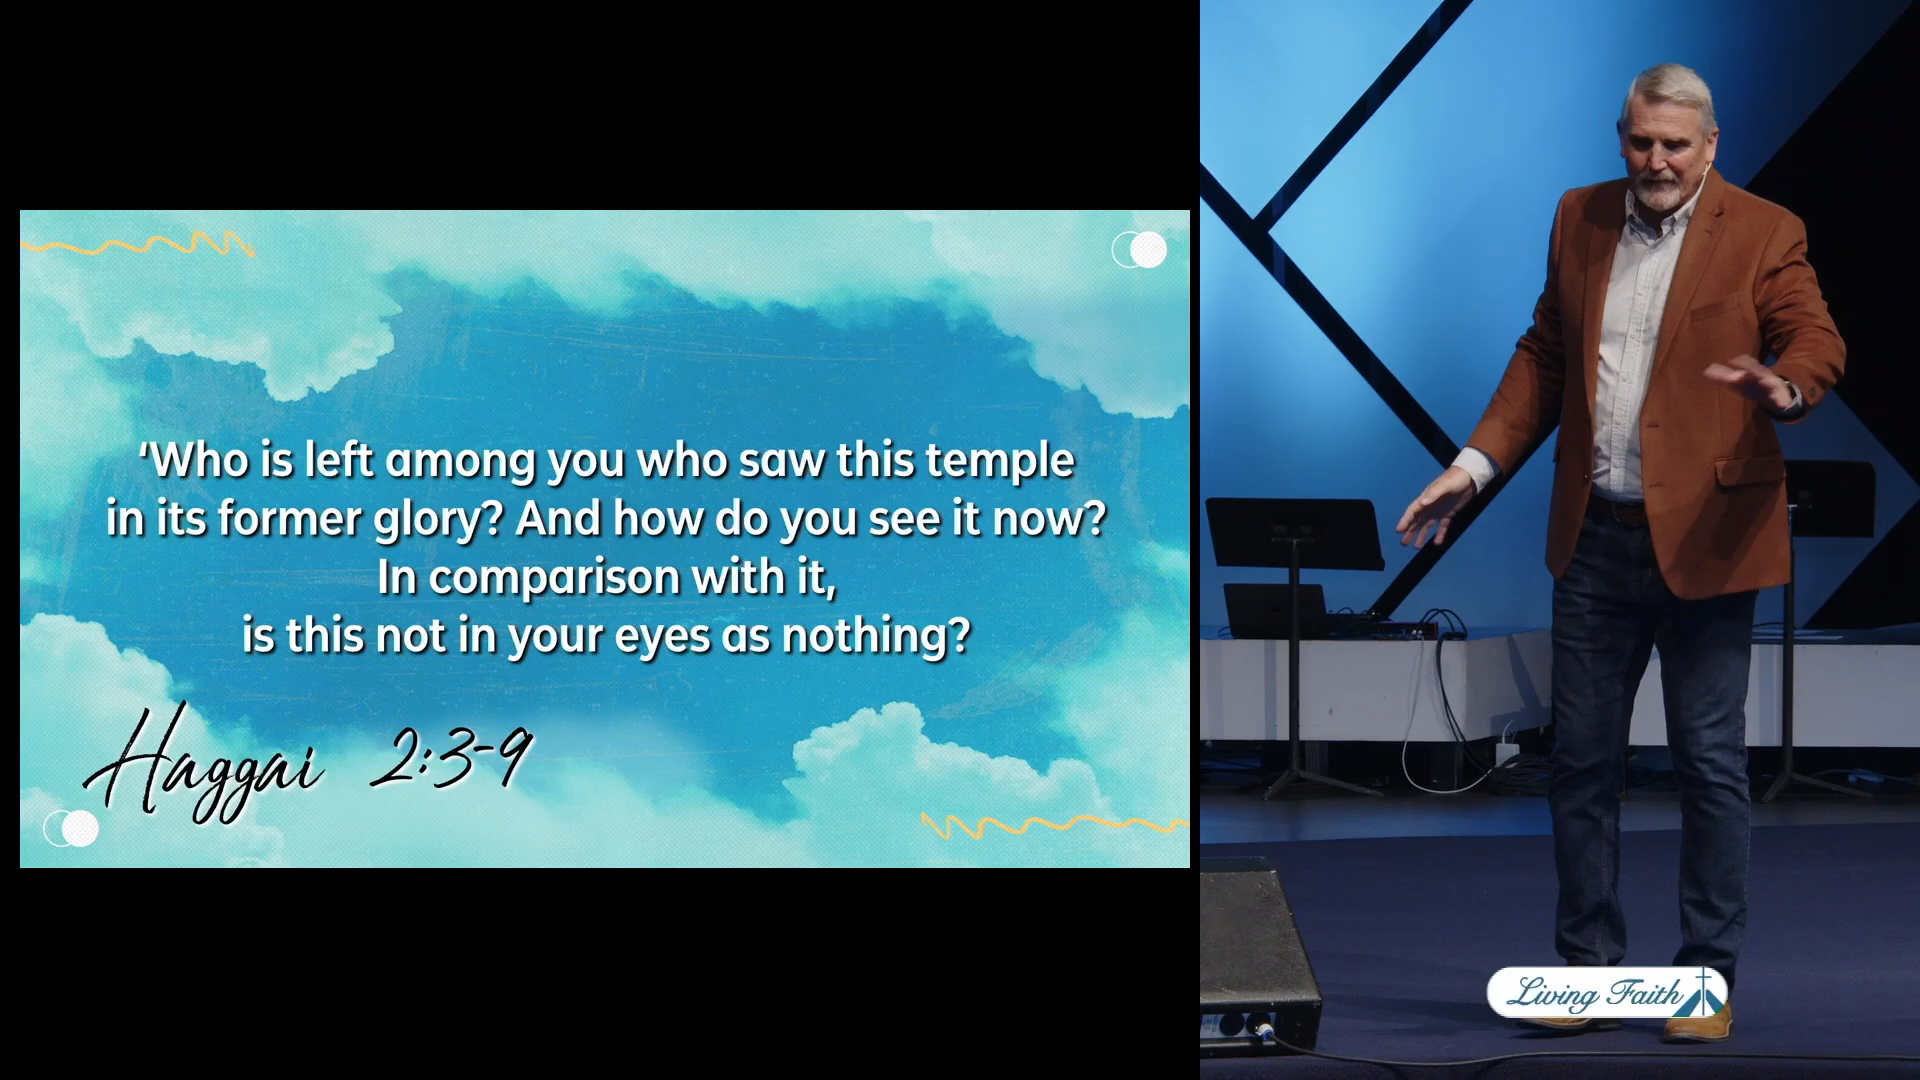 ‘Who is left among you who saw this temple
in its former glory? And how do you see it now?
In comparison with it,
is this not in your eyes as nothing?
Haggai 2:3-9
Living Faith